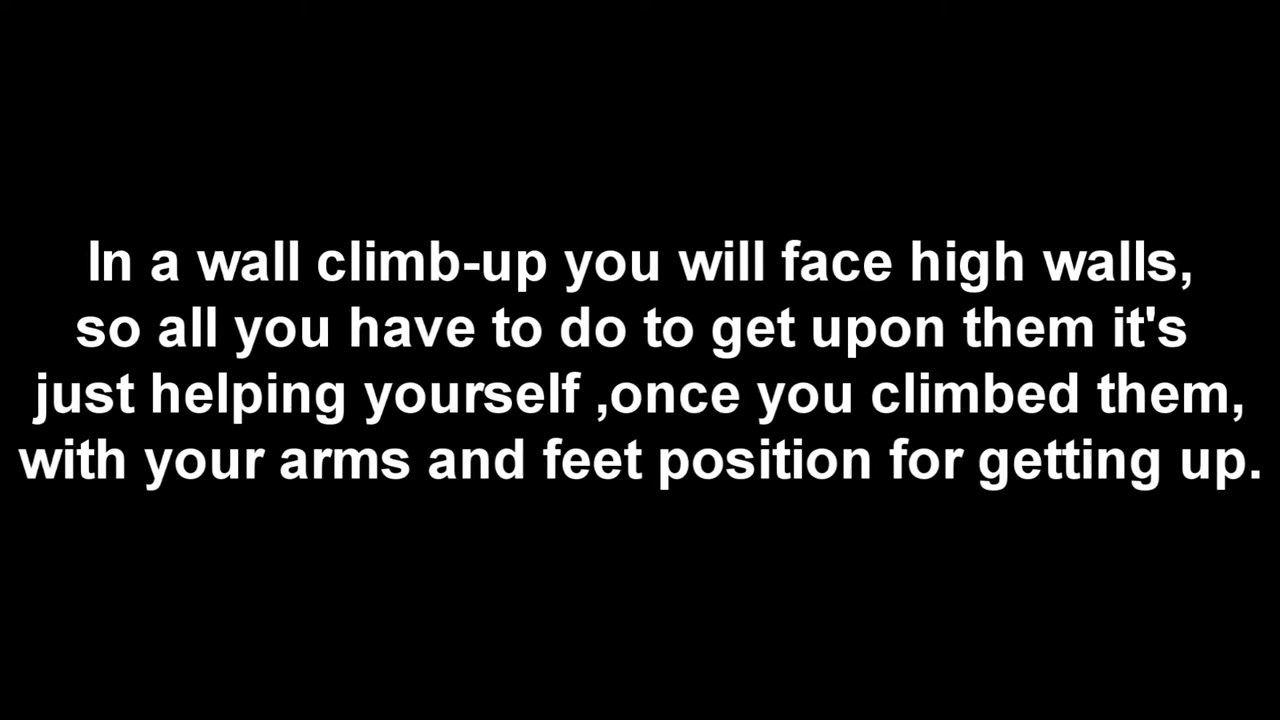 In a wall climb-up you will face high walls,
so all you have to do to get upon them it's
just helping yourself ,once you climbed them,
with your arms and feet position for getting up.